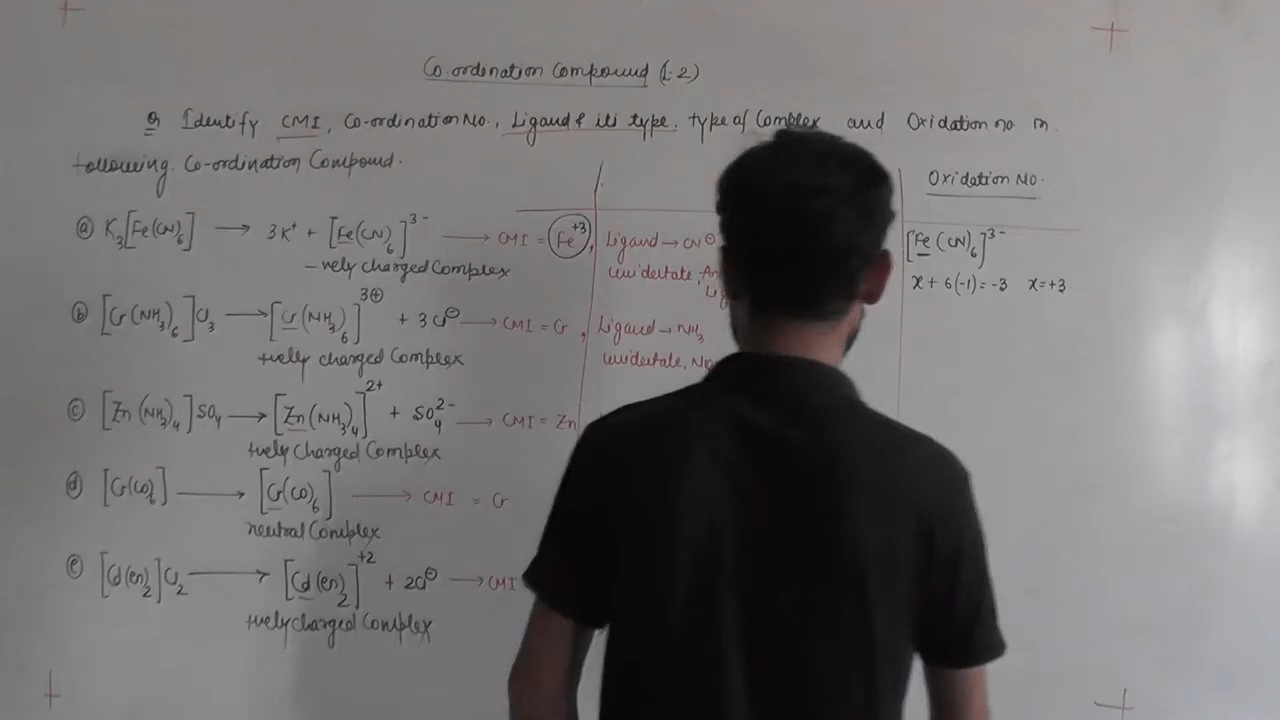 Co-ordination Compound (L-2)
Q Identify CMI, Co-ordination No., Ligand & its type, type of Complex and Oxidation no in
following Co-ordination Compound.
Oxidation No.
(a) K₃[Fe(CN)₆] → 3K⁺ + [Fe(CN)₆]³⁻ → CMI = Fe⁺³, Ligand → CN⊖ [Fe(CN)₆]³⁻
-vely charged Complex unidentate, An x + 6(-1) = -3 x = +3
Lig
(b) [Cr(NH₃)₆]Cl₃ → [Cr(NH₃)₆]³⊕ + 3Cl⊖ → CMI = Cr, Ligand → NH₃
+vely charged Complex unidentate,
(c) [Zn(NH₃)₄]SO₄ → [Zn(NH₃)₄]²⁺ + SO₄²⁻ → CMI = Zn
+vely Charged Complex
(d) [Cr(CO)₆] → [Cr(CO)₆] → CMI = Cr
neutral Complex
(e) [Cd(en)₂]Cl₂ → [Cd(en)₂]⁺² + 2Cl⊖ → CMI
+vely charged Complex